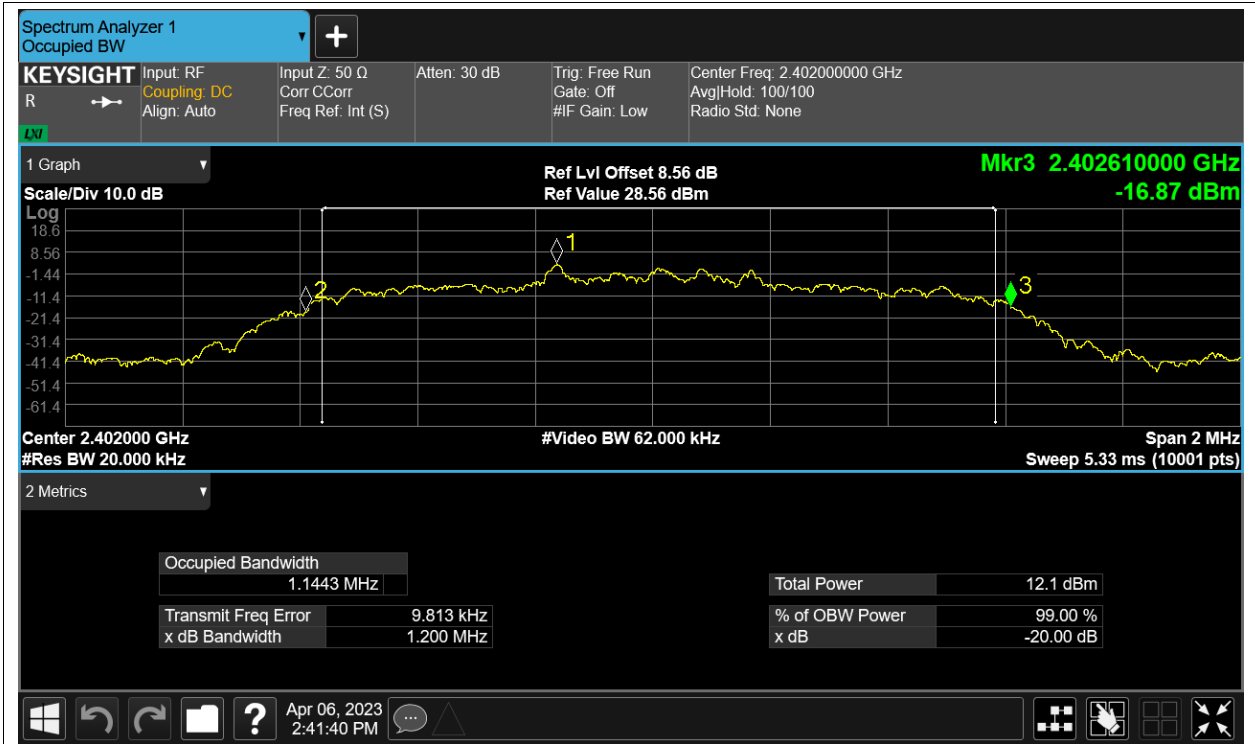 Spectrum Analyzer 1
Occupied BW
KEYSIGHT
R
LXI
Input: RF
Coupling: DC
Align: Auto
Input Z: 50 Ω
Corr CCorr
Freq Ref: Int (S)
Atten: 30 dB
Trig: Free Run
Gate: Off
#IF Gain: Low
Center Freq: 2.402000000 GHz
Avg|Hold: 100/100
Radio Std: None
1 Graph
Scale/Div 10.0 dB
Ref Lvl Offset 8.56 dB
Ref Value 28.56 dBm
Mkr3 2.402610000 GHz
-16.87 dBm
Log
18.6
8.56
-1.44
-11.4
-21.4
-31.4
-41.4
-51.4
-61.4
1
2
3
Center 2.402000 GHz
#Res BW 20.000 kHz
#Video BW 62.000 kHz
Span 2 MHz
Sweep 5.33 ms (10001 pts)
2 Metrics
Occupied Bandwidth
1.1443 MHz
Transmit Freq Error 9.813 kHz
x dB Bandwidth 1.200 MHz
Total Power 12.1 dBm
% of OBW Power 99.00 %
x dB -20.00 dB
?
Apr 06, 2023
2:41:40 PM